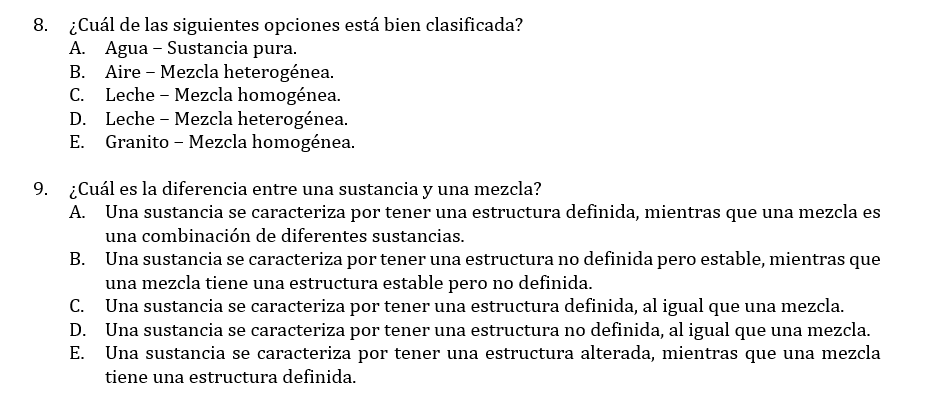 8. ¿Cuál de las siguientes opciones está bien clasificada?
A. Agua – Sustancia pura.
B. Aire – Mezcla heterogénea.
C. Leche – Mezcla homogénea.
D. Leche – Mezcla heterogénea.
E. Granito – Mezcla homogénea.
9. ¿Cuál es la diferencia entre una sustancia y una mezcla?
A. Una sustancia se caracteriza por tener una estructura definida, mientras que una mezcla es
una combinación de diferentes sustancias.
B. Una sustancia se caracteriza por tener una estructura no definida pero estable, mientras que
una mezcla tiene una estructura estable pero no definida.
C. Una sustancia se caracteriza por tener una estructura definida, al igual que una mezcla.
D. Una sustancia se caracteriza por tener una estructura no definida, al igual que una mezcla.
E. Una sustancia se caracteriza por tener una estructura alterada, mientras que una mezcla
tiene una estructura definida.